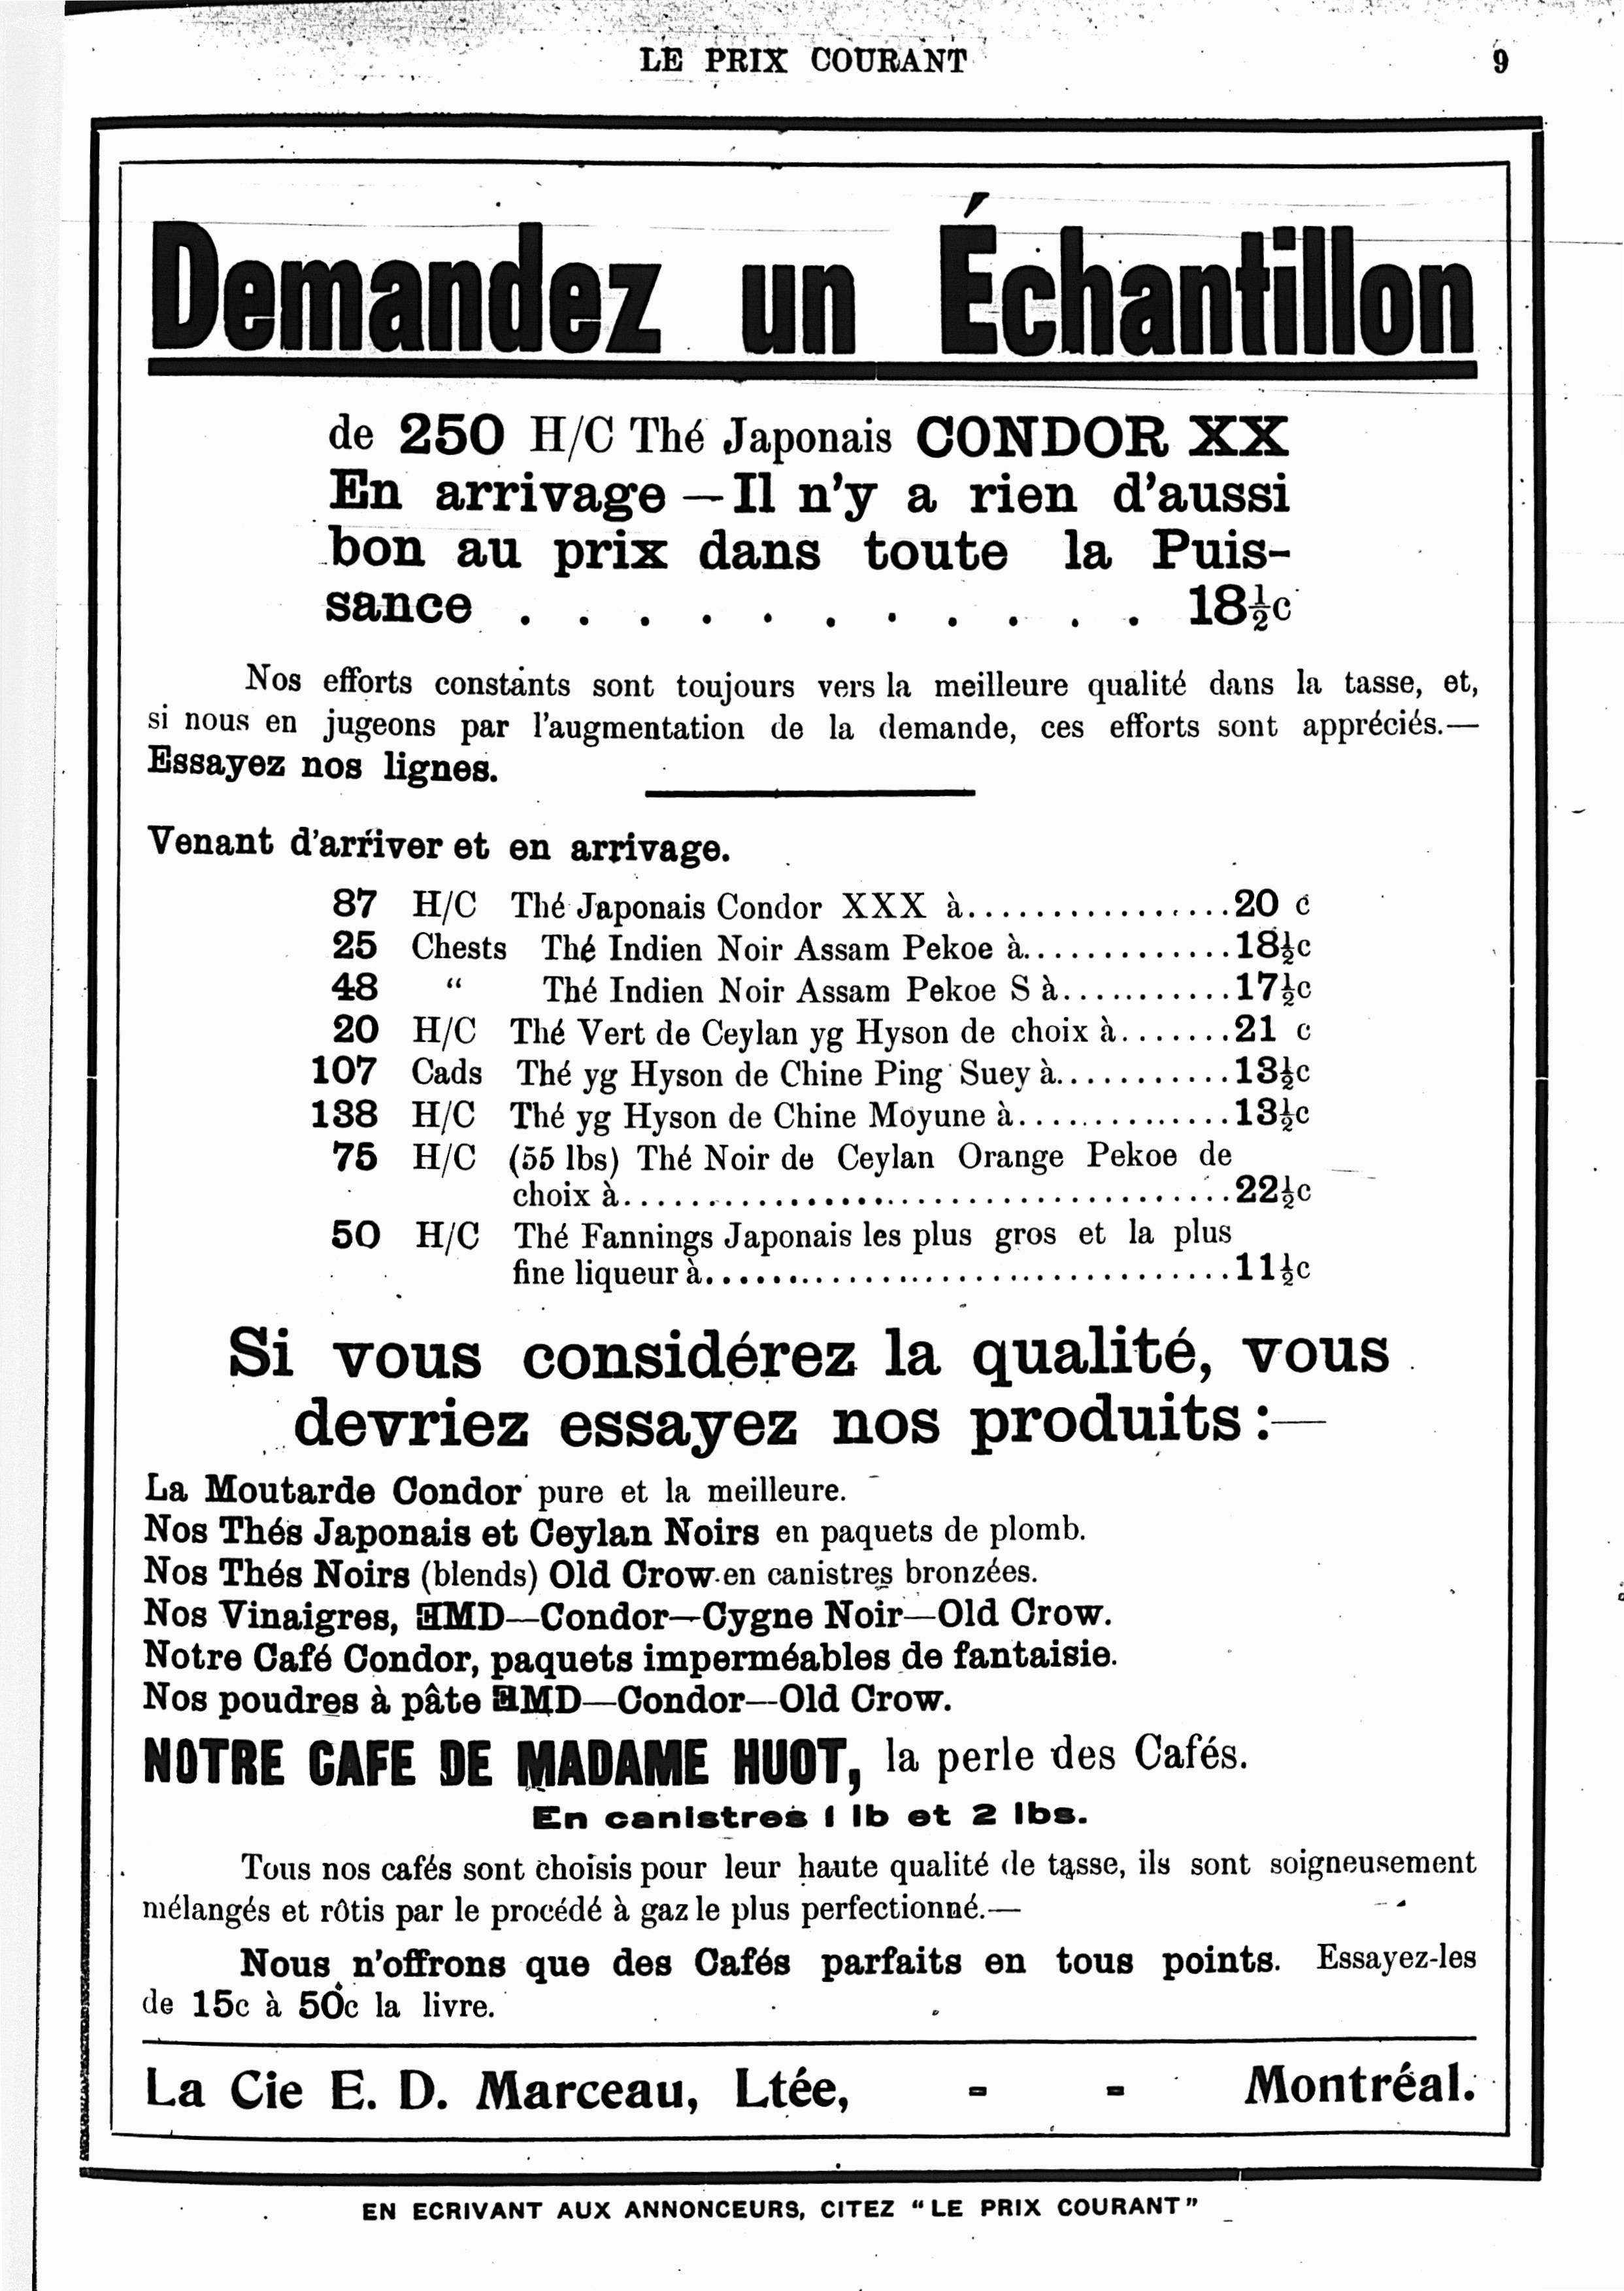 LE PRIX COURANT 9
Demandez un Échantillon
de 250 H/C Thé Japonais CONDOR XX
En arrivage — Il n'y a rien d'aussi
bon au prix dans toute la Puis-
sance . . . . . . . . . . . 18½c
Nos efforts constants sont toujours vers la meilleure qualité dans la tasse, et,
si nous en jugeons par l'augmentation de la demande, ces efforts sont appréciés.—
Essayez nos lignes.
Venant d'arriver et en arrivage.
87 H/C Thé Japonais Condor XXX à................20 c
25 Chests Thé Indien Noir Assam Pekoe à.............18½c
48 “ Thé Indien Noir Assam Pekoe S à...........17½c
20 H/C Thé Vert de Ceylan yg Hyson de choix à.......21 c
107 Cads Thé yg Hyson de Chine Ping Suey à...........13½c
138 H/C Thé yg Hyson de Chine Moyune à.............13½c
75 H/C (55 lbs) Thé Noir de Ceylan Orange Pekoe de
choix à.....................................22½c
50 H/C Thé Fannings Japonais les plus gros et la plus
fine liqueur à................................11½c
Si vous considérez la qualité, vous
devriez essayez nos produits :—
La Moutarde Condor pure et la meilleure.
Nos Thés Japonais et Ceylan Noirs en paquets de plomb.
Nos Thés Noirs (blends) Old Crow en canistres bronzées.
Nos Vinaigres, EMD—Condor—Cygne Noir—Old Crow.
Notre Café Condor, paquets imperméables de fantaisie.
Nos poudres à pâte EMD—Condor—Old Crow.
NOTRE CAFE DE MADAME HUOT, la perle des Cafés.
En canistres 1 lb et 2 lbs.
Tous nos cafés sont choisis pour leur haute qualité de tasse, ils sont soigneusement
mélangés et rôtis par le procédé à gaz le plus perfectionné.—
Nous n'offrons que des Cafés parfaits en tous points. Essayez-les
de 15c à 50c la livre.
La Cie E. D. Marceau, Ltée, - - Montréal.
EN ECRIVANT AUX ANNONCEURS, CITEZ “LE PRIX COURANT”